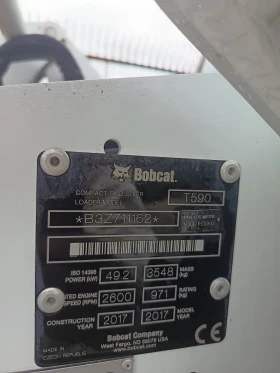 Bobcat.
COMPACT SKID STEER
LOADER MODEL
T590
*B3Z711162*
ISO 14396 POWER (kW) 49.2 3548 MASS (kg)
RATED ENGINE SPEED (RPM) 2600 971 RATING (kg)
CONSTRUCTION YEAR 2017 2017 MODEL YEAR
Bobcat Company
West Fargo, ND 58078 USA
www.bobcat.com
MADE IN
CZECH REPUBLIC
CE